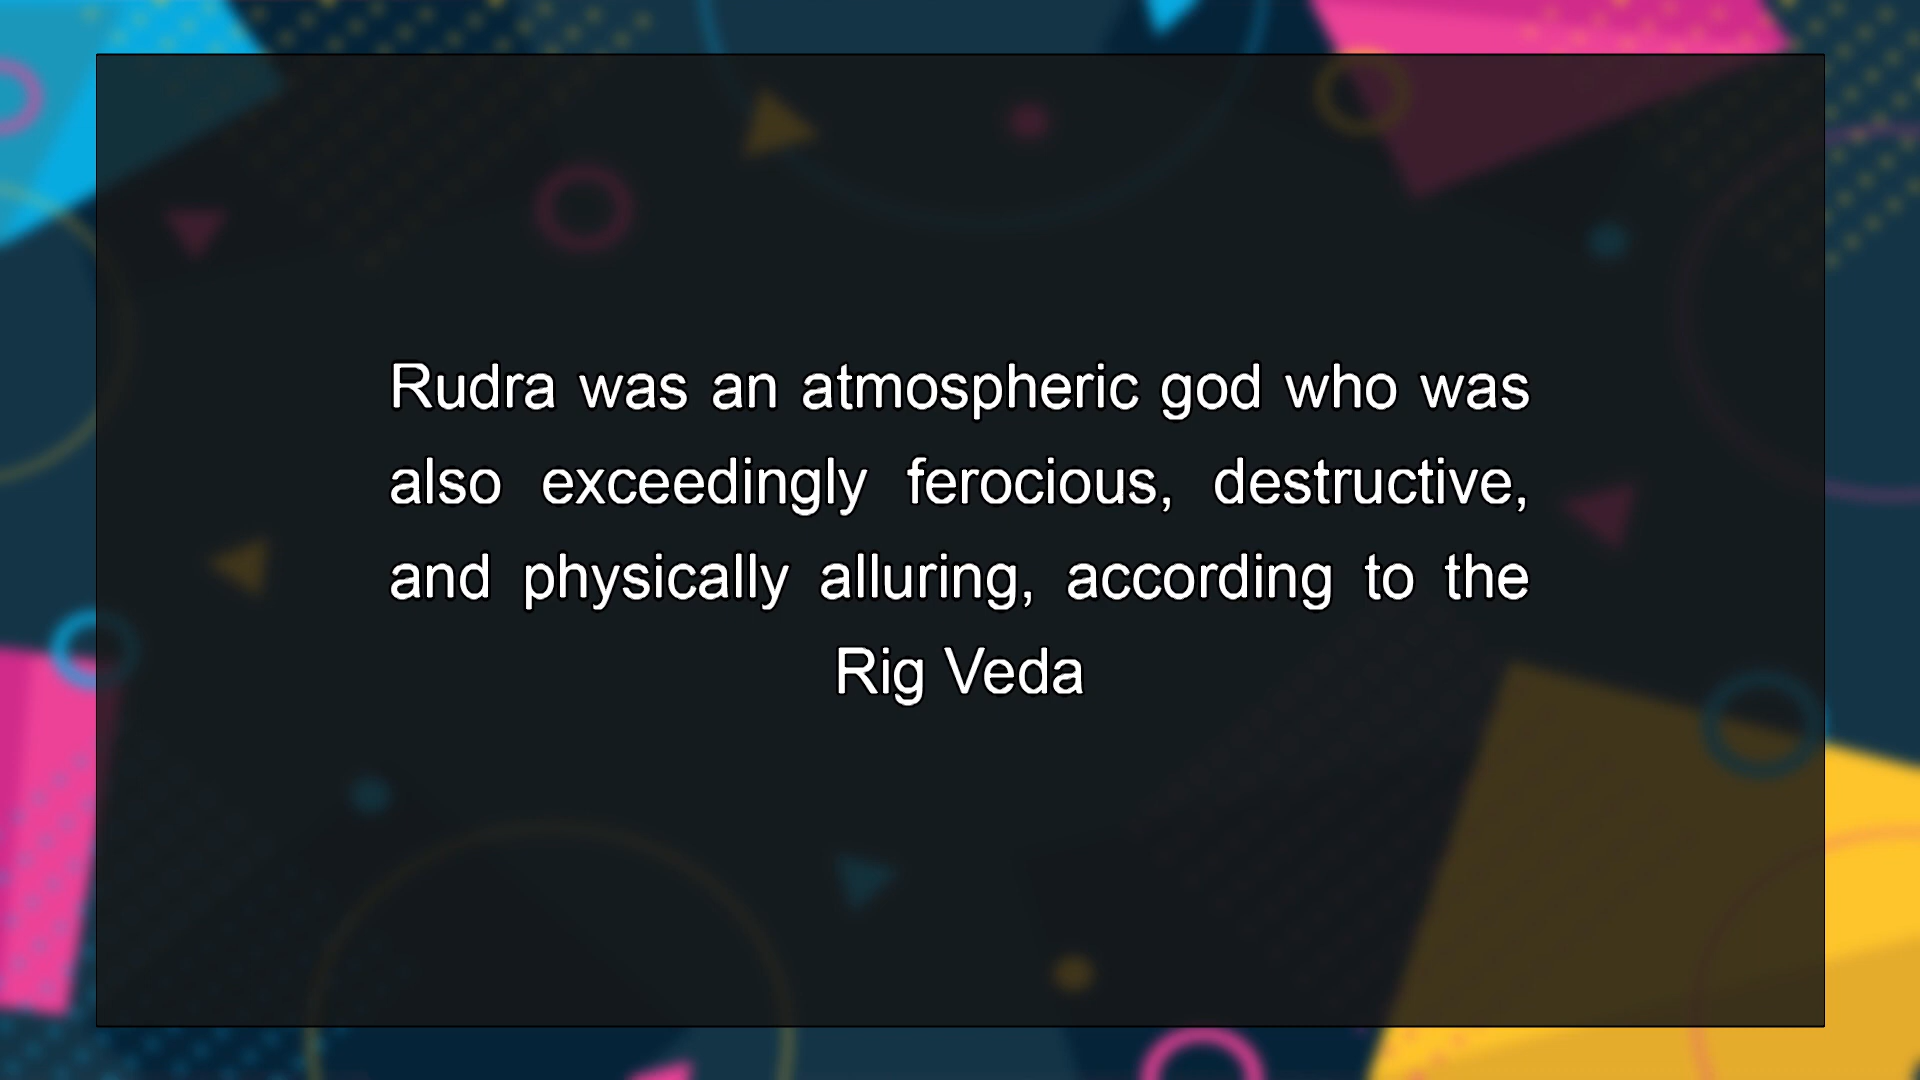 Rudra was an atmospheric god who was
also exceedingly ferocious, destructive,
and physically alluring, according to the
Rig Veda